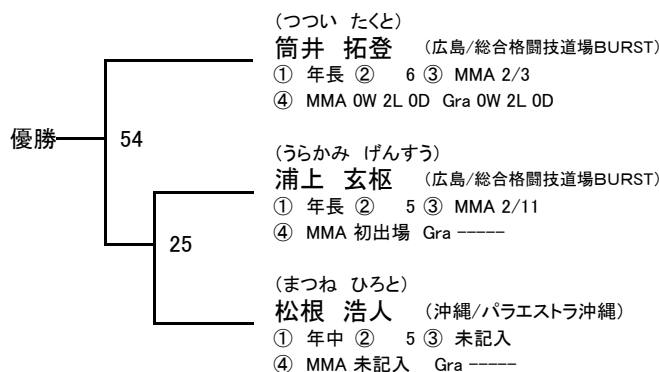 (つつい たくと)
筒井 拓登 (広島/総合格闘技道場BURST)
① 年長 ② 6 ③ MMA 2/3
④ MMA 0W 2L 0D Gra 0W 2L 0D
優勝 54
(うらかみ げんすう)
浦上 玄枢 (広島/総合格闘技道場BURST)
① 年長 ② 5 ③ MMA 2/11
④ MMA 初出場 Gra -----
25
(まつね ひろと)
松根 浩人 (沖縄/パラエストラ沖縄)
① 年中 ② 5 ③ 未記入
④ MMA 未記入 Gra -----